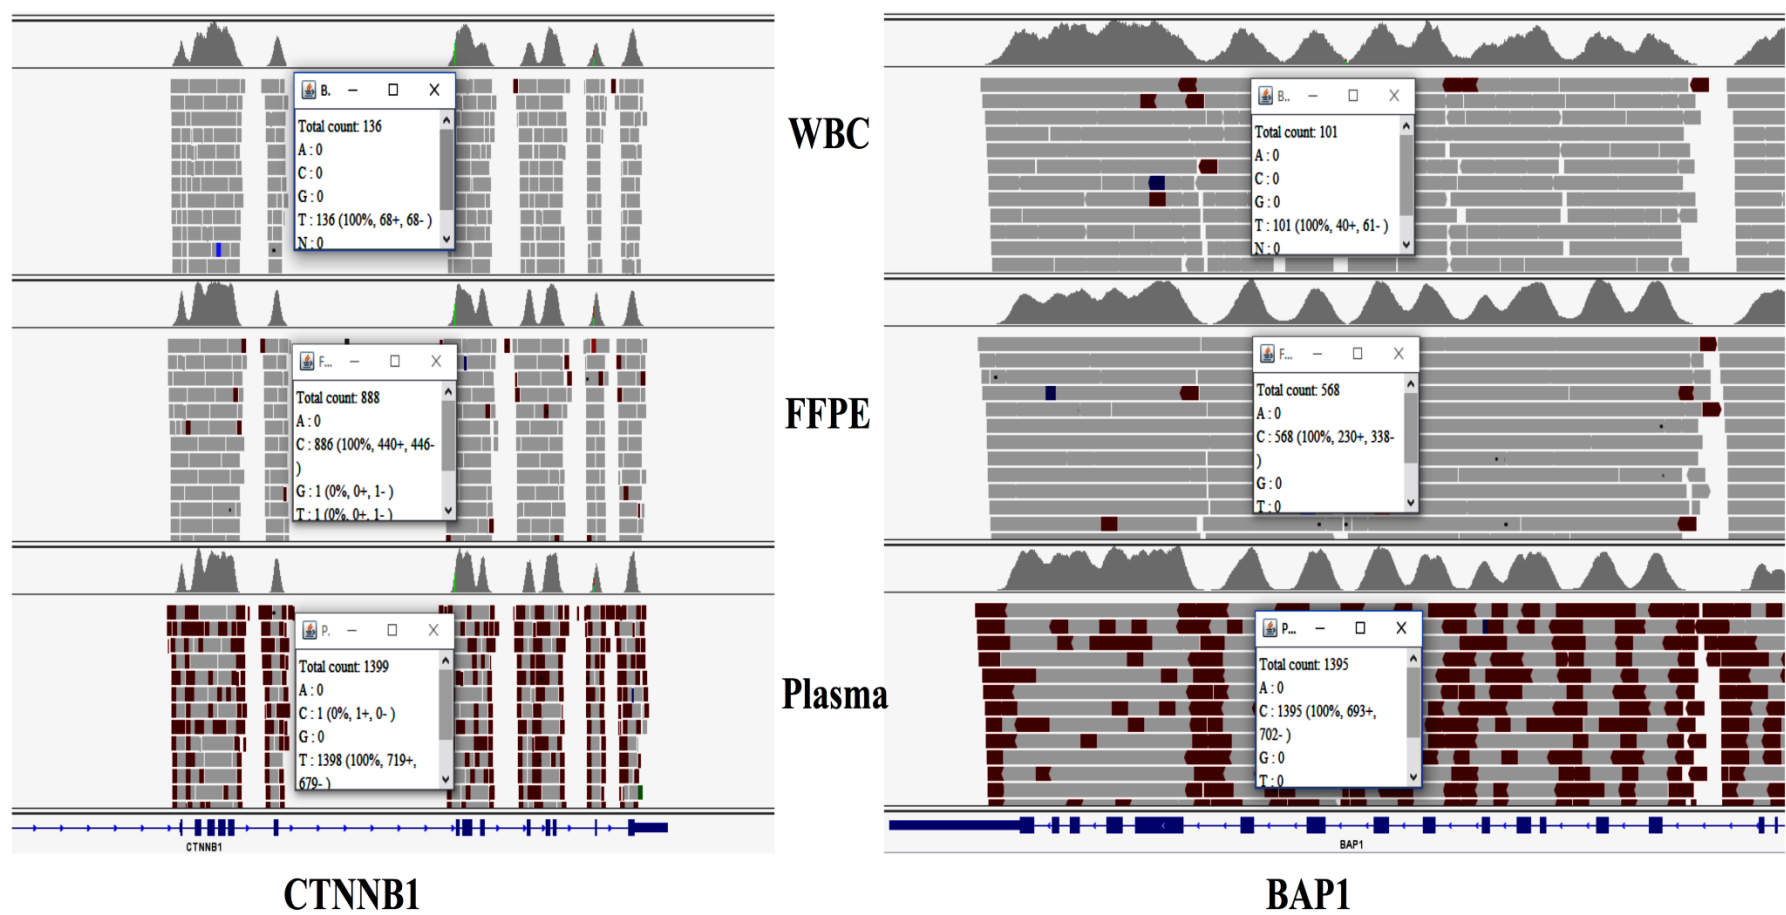 B.
Total count: 136
A : 0
C : 0
G : 0
T : 136 (100%, 68+, 68- )
N : 0
B..
Total count: 101
A : 0
C : 0
G : 0
T : 101 (100%, 40+, 61- )
N : 0
WBC
F...
Total count: 888
A : 0
C : 886 (100%, 440+, 446-
)
G : 1 (0%, 0+, 1- )
T : 1 (0%, 0+, 1- )
F...
Total count: 568
A : 0
C : 568 (100%, 230+, 338-
)
G : 0
T : 0
FFPE
P.
Total count: 1399
A : 0
C : 1 (0%, 1+, 0- )
G : 0
T : 1398 (100%, 719+,
679- )
P...
Total count: 1395
A : 0
C : 1395 (100%, 693+,
702- )
G : 0
T : 0
Plasma
CTNNB1
BAP1
CTNNB1
BAP1